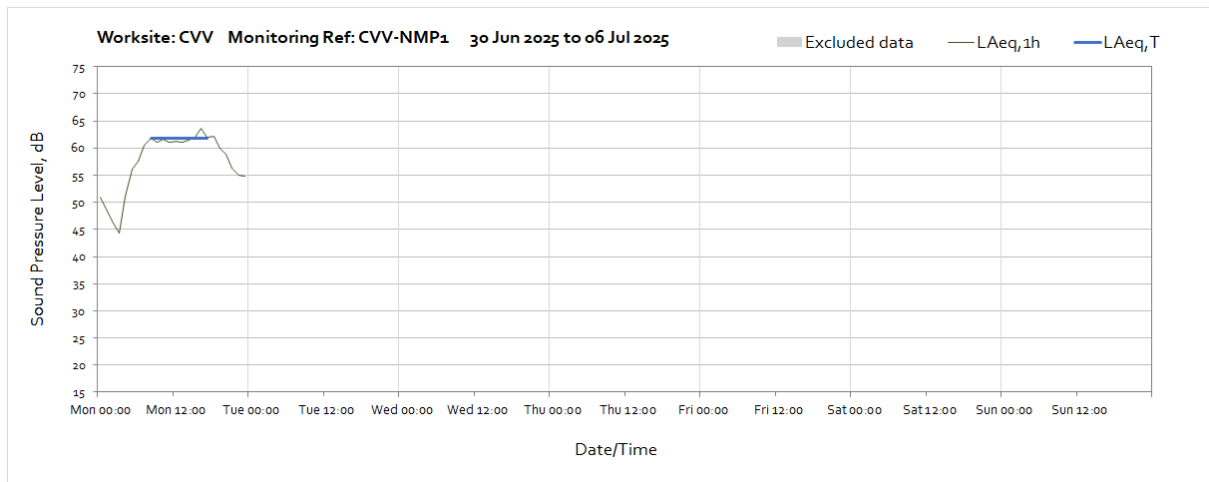 Worksite: CVV Monitoring Ref: CVV-NMP1 30 Jun 2025 to 06 Jul 2025
Excluded data LAeq,1h LAeq,T
75
70
65
60
55
50
45
40
35
30
25
20
15
Sound Pressure Level, dB
Mon 00:00 Mon 12:00 Tue 00:00 Tue 12:00 Wed 00:00 Wed 12:00 Thu 00:00 Thu 12:00 Fri 00:00 Fri 12:00 Sat 00:00 Sat 12:00 Sun 00:00 Sun 12:00
Date/Time